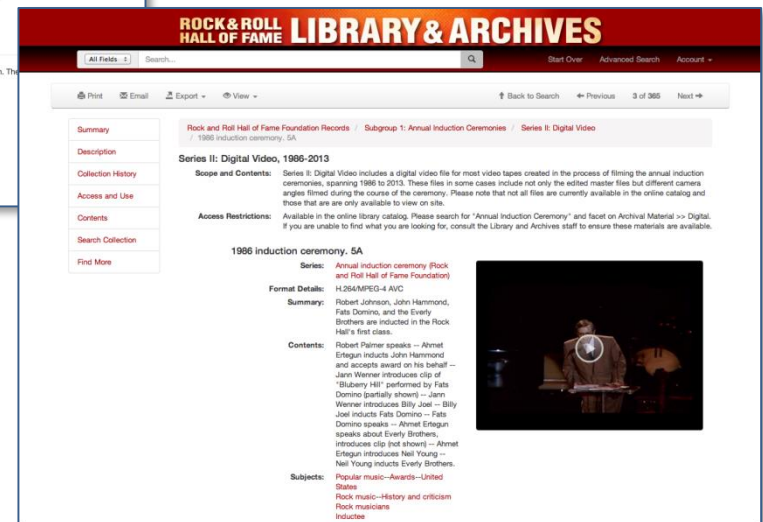 n. The
ROCK & ROLL
HALL OF FAME LIBRARY & ARCHIVES
All Fields Search... Start Over Advanced Search Account
Print Email Export View Back to Search ← Previous 3 of 365 Next →
Summary
Description
Collection History
Access and Use
Contents
Search Collection
Find More
Rock and Roll Hall of Fame Foundation Records / Subgroup 1: Annual Induction Ceremonies / Series II: Digital Video
/ 1986 induction ceremony. 5A
Series II: Digital Video, 1986-2013
Scope and Contents: Series II: Digital Video includes a digital video file for most video tapes created in the process of filming the annual induction
ceremonies, spanning 1986 to 2013. These files in some cases include not only the edited master files but different camera
angles filmed during the course of the ceremony. Please note that not all files are currently available in the online catalog and
those that are are only available to view on site.
Access Restrictions: Available in the online library catalog. Please search for "Annual Induction Ceremony" and facet on Archival Material >> Digital.
If you are unable to find what you are looking for, consult the Library and Archives staff to ensure these materials are available.
1986 induction ceremony. 5A
Series: Annual induction ceremony (Rock
and Roll Hall of Fame Foundation)
Format Details: H.264/MPEG-4 AVC
Summary: Robert Johnson, John Hammond,
Fats Domino, and the Everly
Brothers are inducted in the Rock
Hall's first class.
Contents: Robert Palmer speaks -- Ahmet
Ertegun inducts John Hammond
and accepts award on his behalf --
Jann Wenner introduces clip of
"Bluberry Hill" performed by Fats
Domino (partially shown) -- Jann
Wenner introduces Billy Joel -- Billy
Joel inducts Fats Domino -- Fats
Domino speaks -- Ahmet Ertegun
speaks about Everly Brothers,
introduces clip (not shown) -- Ahmet
Ertegun introduces Neil Young --
Neil Young inducts Everly Brothers.
Subjects: Popular music--Awards--United
States
Rock music--History and criticism
Rock musicians
Inductee